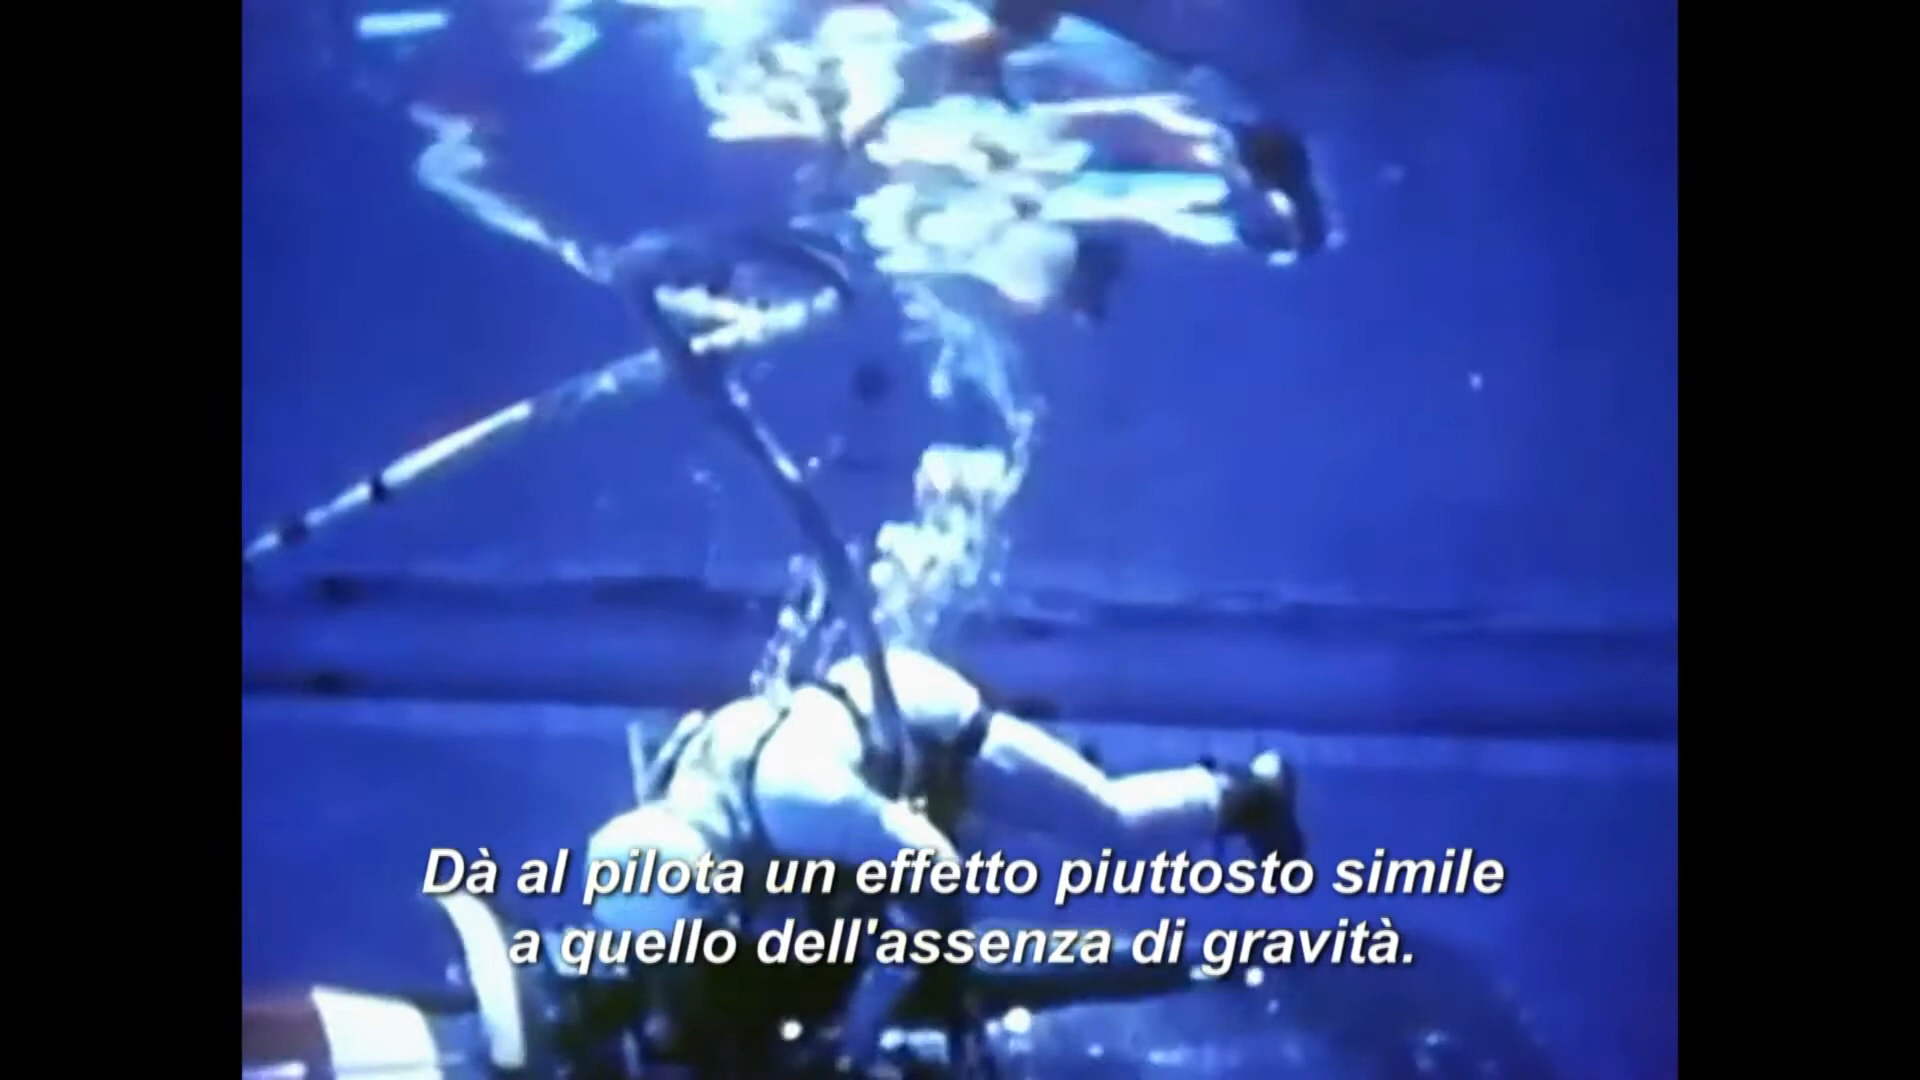 Dà al pilota un effetto piuttosto simile
a quello dell'assenza di gravità.